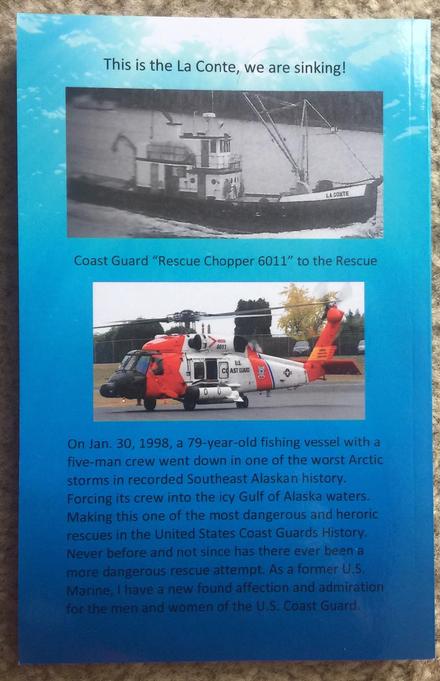 This is the La Conte, we are sinking!
LA CONTE
Coast Guard "Rescue Chopper 6011" to the Rescue
6011
U.S.
COAST GUARD
On Jan. 30, 1998, a 79-year-old fishing vessel with a
five-man crew went down in one of the worst Arctic
storms in recorded Southeast Alaskan history.
Forcing its crew into the icy Gulf of Alaska waters.
Making this one of the most dangerous and heroric
rescues in the United States Coast Guards History.
Never before and not since has there ever been a
more dangerous rescue attempt. As a former U.S.
Marine, I have a new found affection and admiration
for the men and women of the U.S. Coast Guard.